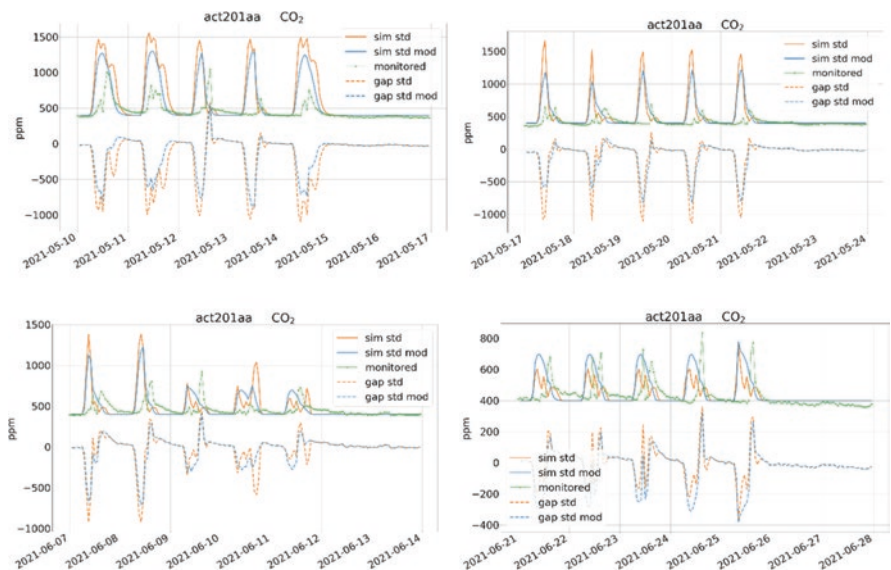 act201aa CO₂
1500
1000
500
0
−500
−1000
ppm
sim std
sim std mod
monitored
gap std
gap std mod
2021-05-10
2021-05-11
2021-05-12
2021-05-13
2021-05-14
2021-05-15
2021-05-16
2021-05-17
act201aa CO₂
1500
1000
500
0
−500
−1000
ppm
sim std
sim std mod
monitored
gap std
gap std mod
2021-05-17
2021-05-18
2021-05-19
2021-05-20
2021-05-21
2021-05-22
2021-05-23
2021-05-24
act201aa CO₂
1500
1000
500
0
−500
−1000
ppm
sim std
sim std mod
monitored
gap std
gap std mod
2021-06-07
2021-06-08
2021-06-09
2021-06-10
2021-06-11
2021-06-12
2021-06-13
2021-06-14
act201aa CO₂
800
600
400
200
0
−200
−400
ppm
sim std
sim std mod
monitored
gap std
gap std mod
2021-06-21
2021-06-22
2021-06-23
2021-06-24
2021-06-25
2021-06-26
2021-06-27
2021-06-28